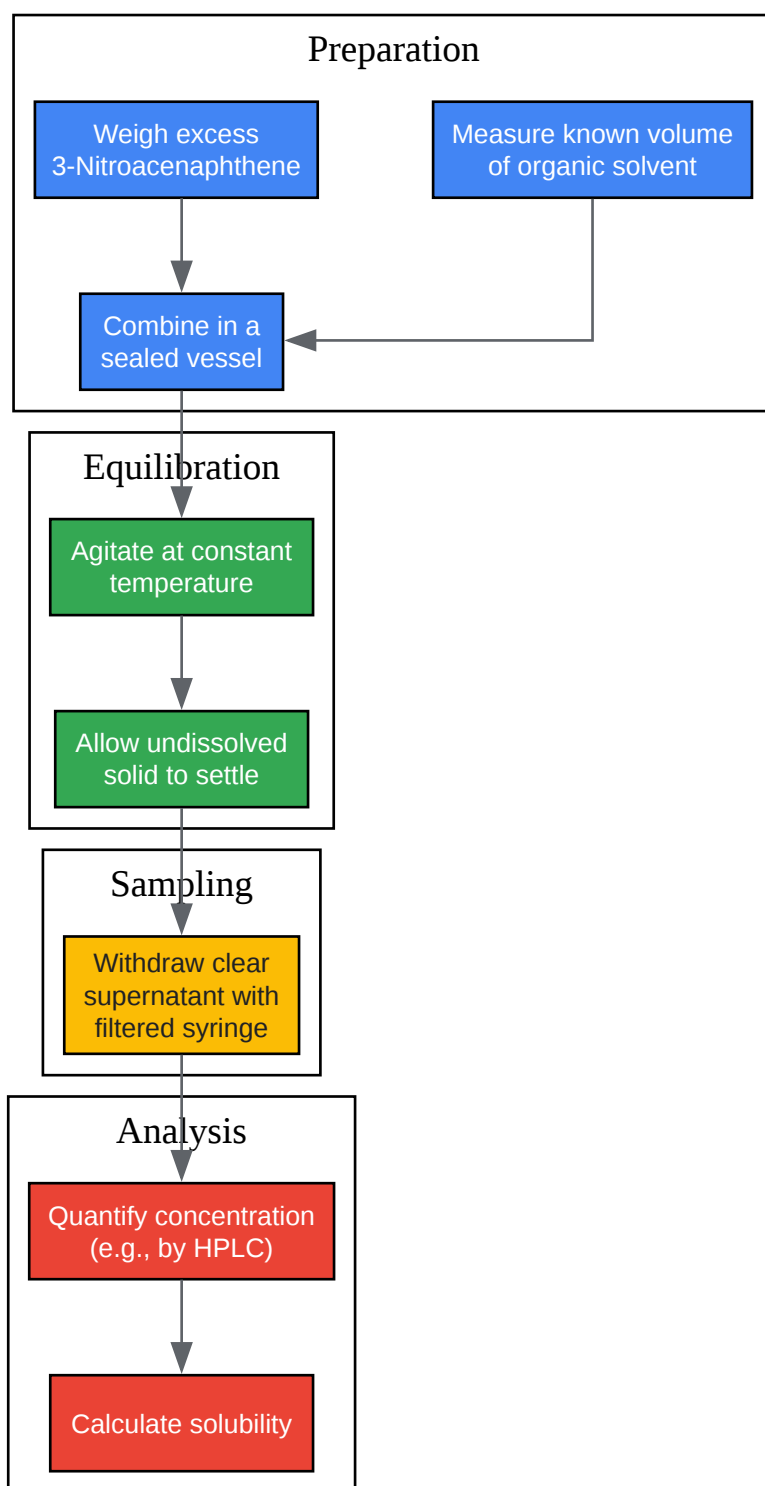 Preparation
Weigh excess
3-Nitroacenaphthene
Measure known volume
of organic solvent
Combine in a
sealed vessel
Equilibration
Agitate at constant
temperature
Allow undissolved
solid to settle
Sampling
Withdraw clear
supernatant with
filtered syringe
Analysis
Quantify concentration
(e.g., by HPLC)
Calculate solubility